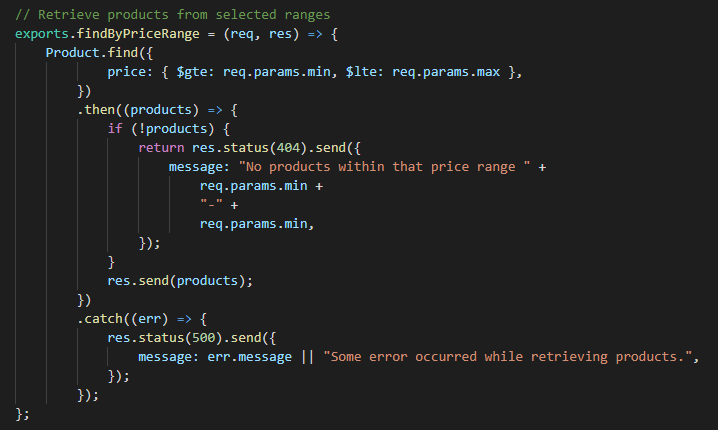 // Retrieve products from selected ranges
exports.findByPriceRange = (req, res) => {
    Product.find({
            price: { $gte: req.params.min, $lte: req.params.max },
        })
        .then((products) => {
            if (!products) {
                return res.status(404).send({
                    message: "No products within that price range " +
                        req.params.min +
                        "-" +
                        req.params.min,
                });
            }
            res.send(products);
        })
        .catch((err) => {
            res.status(500).send({
                message: err.message || "Some error occurred while retrieving products.",
            });
        });
};